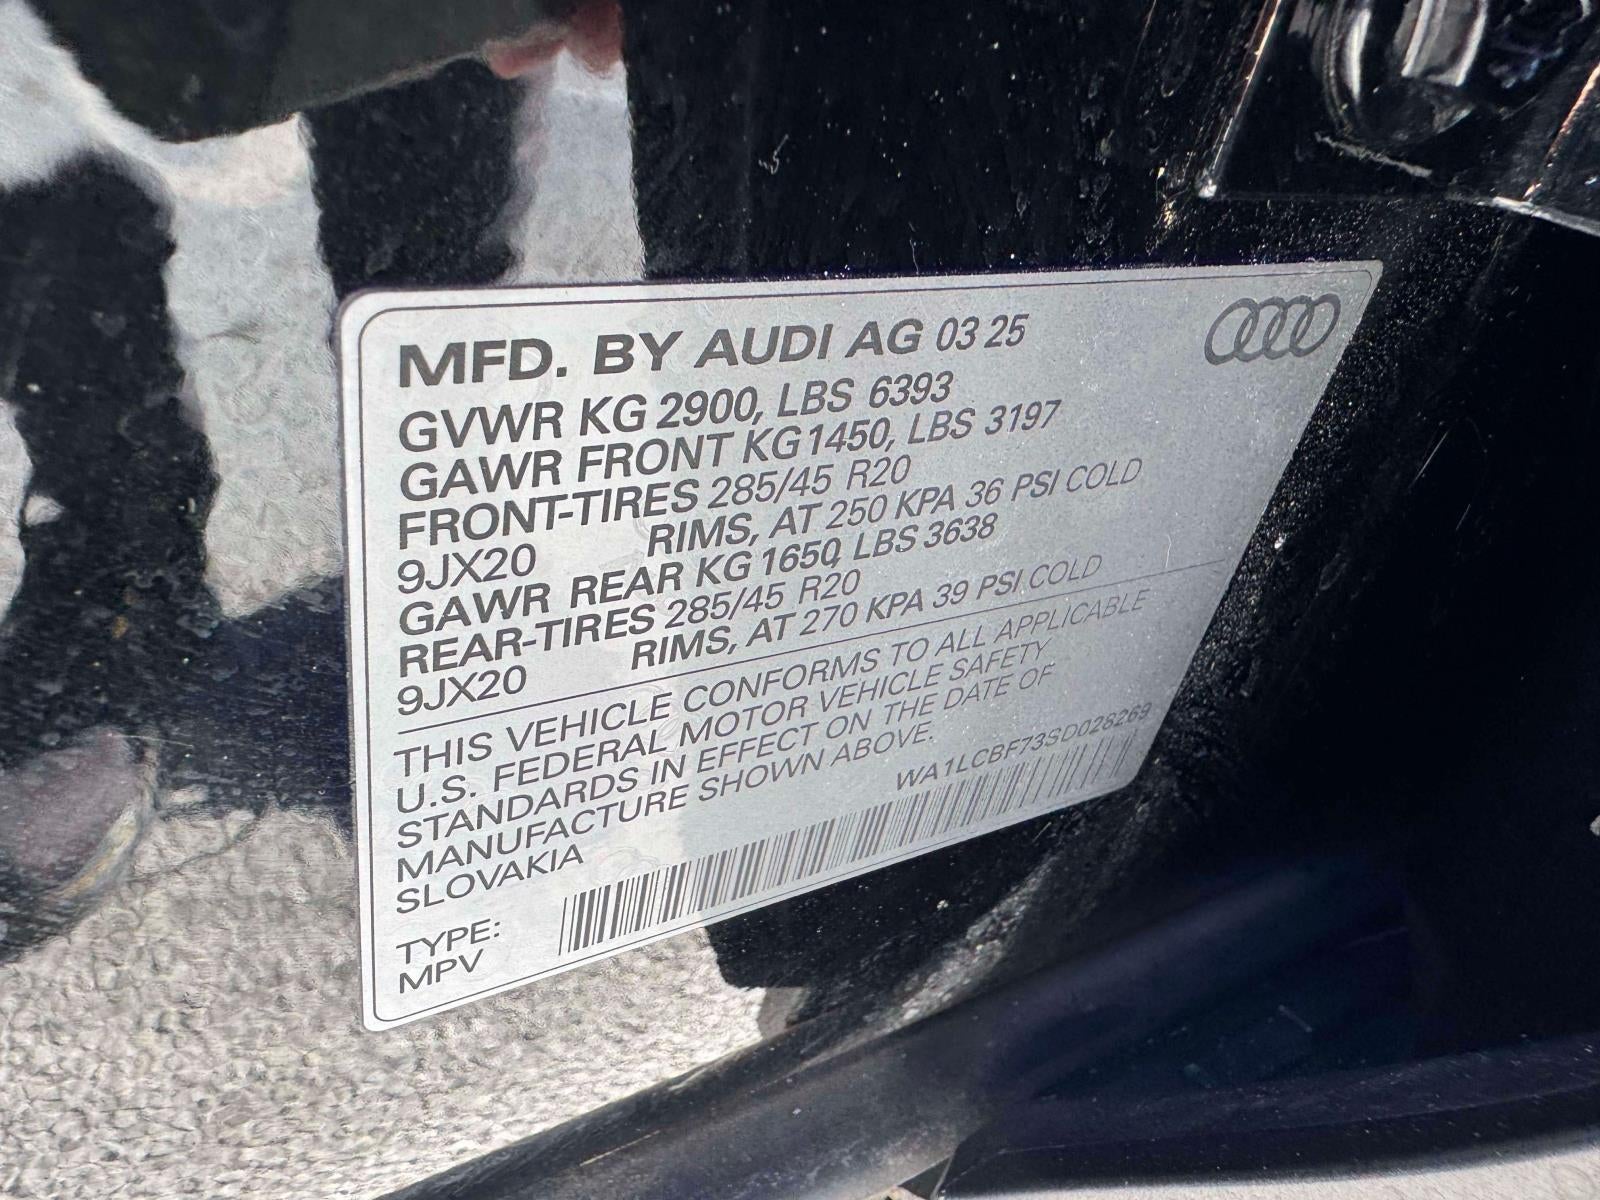 MFD. BY AUDI AG 03 25
GVWR KG 2900, LBS 6393
GAWR FRONT KG 1450, LBS 3197
FRONT-TIRES 285/45 R20
9JX20 RIMS, AT 250 KPA 36 PSI COLD
GAWR REAR KG 1650, LBS 3638
REAR-TIRES 285/45 R20
9JX20 RIMS, AT 270 KPA 39 PSI COLD
THIS VEHICLE CONFORMS TO ALL APPLICABLE
U.S. FEDERAL MOTOR VEHICLE SAFETY
STANDARDS IN EFFECT ON THE DATE OF
MANUFACTURE SHOWN ABOVE.
SLOVAKIA
WA1LCBF73SD028269
TYPE:
MPV